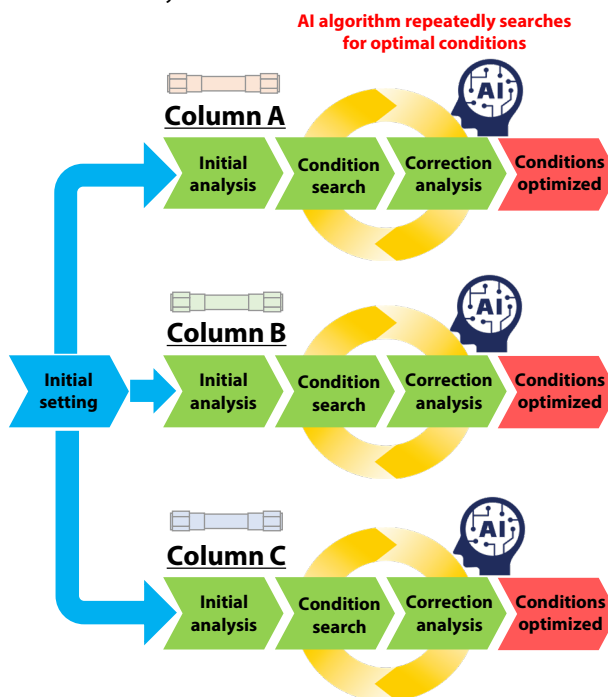 AI algorithm repeatedly searches
for optimal conditions
AI
Column A
Initial
analysis
Condition
search
Correction
analysis
Conditions
optimized
AI
Column B
Initial
setting
Initial
analysis
Condition
search
Correction
analysis
Conditions
optimized
AI
Column C
Initial
analysis
Condition
search
Correction
analysis
Conditions
optimized